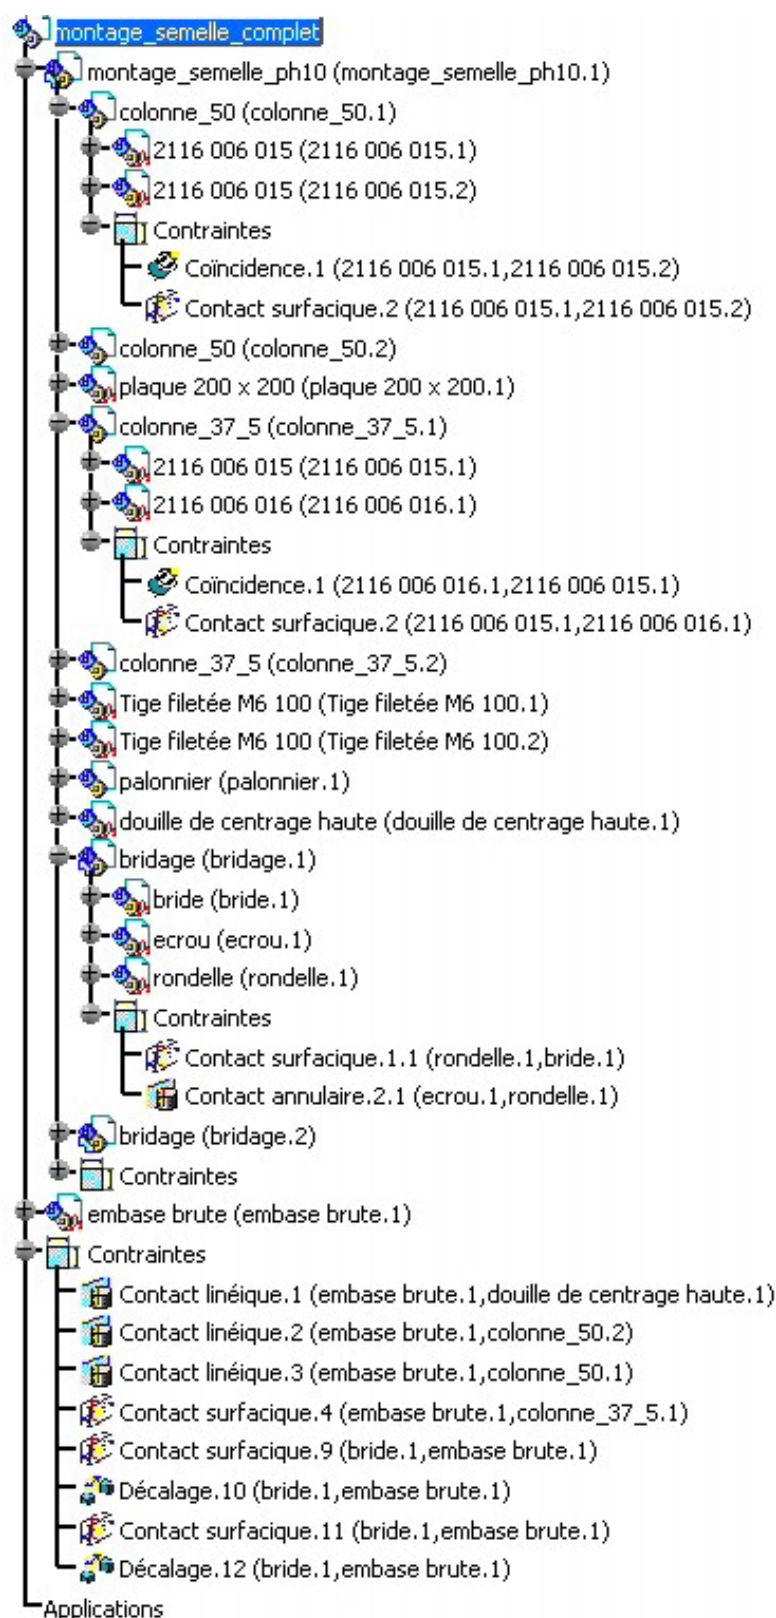 montage_semelle_complet
montage_semelle_ph10 (montage_semelle_ph10.1)
colonne_50 (colonne_50.1)
2116 006 015 (2116 006 015.1)
2116 006 015 (2116 006 015.2)
Contraintes
Coïncidence.1 (2116 006 015.1,2116 006 015.2)
Contact surfacique.2 (2116 006 015.1,2116 006 015.2)
colonne_50 (colonne_50.2)
plaque 200 x 200 (plaque 200 x 200.1)
colonne_37_5 (colonne_37_5.1)
2116 006 015 (2116 006 015.1)
2116 006 016 (2116 006 016.1)
Contraintes
Coïncidence.1 (2116 006 016.1,2116 006 015.1)
Contact surfacique.2 (2116 006 015.1,2116 006 016.1)
colonne_37_5 (colonne_37_5.2)
Tige filetée M6 100 (Tige filetée M6 100.1)
Tige filetée M6 100 (Tige filetée M6 100.2)
palonnier (palonnier.1)
douille de centrage haute (douille de centrage haute.1)
bridage (bridage.1)
bride (bride.1)
ecrou (ecrou.1)
rondelle (rondelle.1)
Contraintes
Contact surfacique.1.1 (rondelle.1,bride.1)
Contact annulaire.2.1 (ecrou.1,rondelle.1)
bridage (bridage.2)
Contraintes
embase brute (embase brute.1)
Contraintes
Contact linéique.1 (embase brute.1,douille de centrage haute.1)
Contact linéique.2 (embase brute.1,colonne_50.2)
Contact linéique.3 (embase brute.1,colonne_50.1)
Contact surfacique.4 (embase brute.1,colonne_37_5.1)
Contact surfacique.9 (bride.1,embase brute.1)
Décalage.10 (bride.1,embase brute.1)
Contact surfacique.11 (bride.1,embase brute.1)
Décalage.12 (bride.1,embase brute.1)
Applications